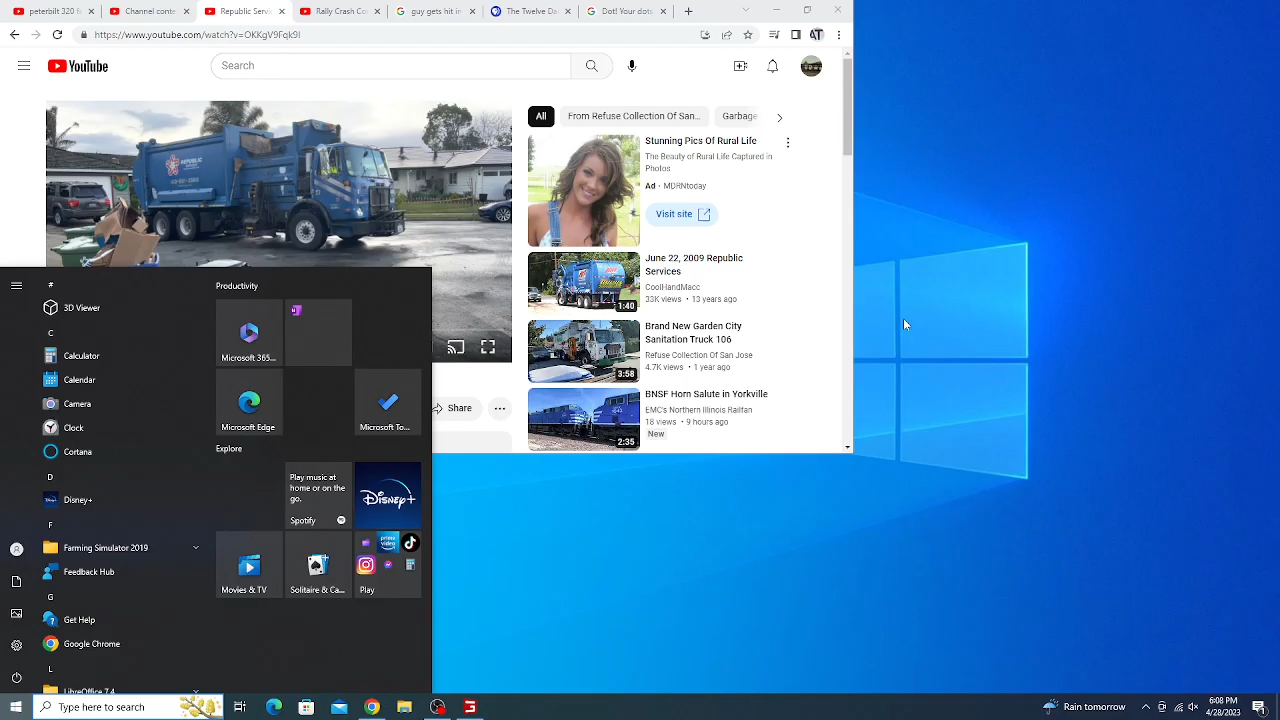 peterbilt 320 f
Channel conte
Republic Servi
Rally Crash Co
guy gets hit in
The Twelve Da
Dot! Your bou
https://www.youtube.com/watch?v=OKKgV9Fqk9I
AT
YouTube
Search
All
From Refuse Collection Of San...
Garbage
Stunning Pics Of Rural Life
The Beauty of Rural Life Captured in
Photos
Ad · MDRNtoday
Visit site
REPUBLIC
1:40
June 22, 2009 Republic
Services
CoolHandMacc
33K views • 13 years ago
3:58
Brand New Garden City
Sanitation Truck 106
Refuse Collection Of San Jose
4.7K views • 1 year ago
2:35
BNSF Horn Salute in Yorkville
EMC's Northern Illinois Railfan
18 views • 9 hours ago
New
Share
#
3D Viewer
C
Calculator
Calendar
Camera
Clock
Cortana
D
Disney+
F
Farming Simulator 2019
Feedback Hub
G
Get Help
Google Chrome
L
LibreOffice 7.4
Productivity
Microsoft 365...
Microsoft Edge
Microsoft To...
Explore
Play music at
home or on the
go.
Spotify
Disney+
Movies & TV
Solitaire & Ca...
prime video
Play
Type here to search
Rain tomorrow
6:08 PM
4/28/2023